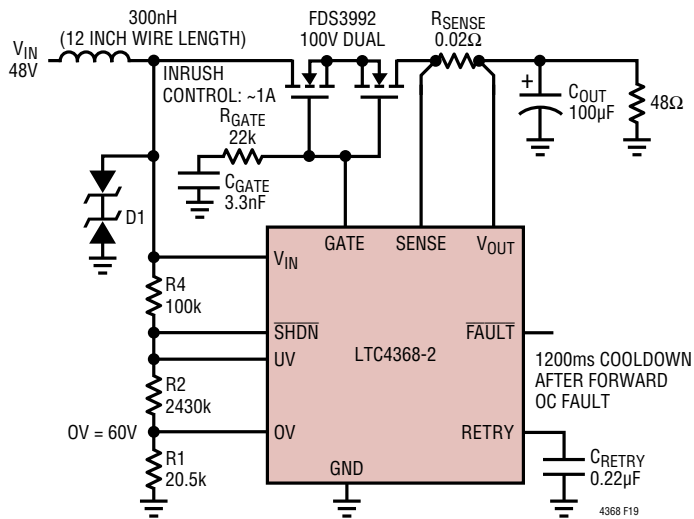 300nH
(12 INCH WIRE LENGTH)
FDS3992
100V DUAL
RSENSE
0.02Ω
VIN
48V
INRUSH
CONTROL: ~1A
RGATE
22k
+
COUT
100µF
48Ω
CGATE
3.3nF
D1
GATE
SENSE
VOUT
VIN
R4
100k
SHDN
FAULT
LTC4368-2
UV
1200ms COOLDOWN
AFTER FORWARD
OC FAULT
R2
2430k
OV = 60V
OV
RETRY
R1
20.5k
GND
CRETRY
0.22µF
4368 F19